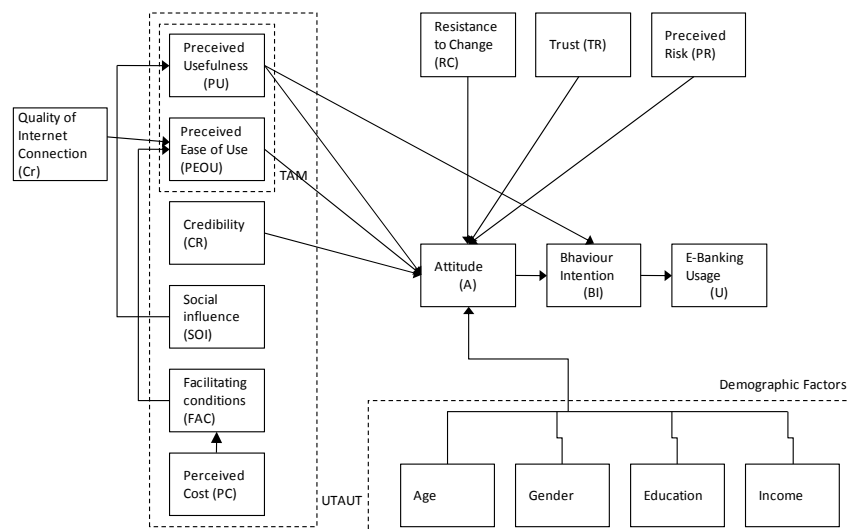 Preceived
Usefulness
(PU)
Quality of
Internet
Connection
(Cr)
Preceived
Ease of Use
(PEOU)
TAM
Credibility
(CR)
Social
influence
(SOI)
Facilitating
conditions
(FAC)
Perceived
Cost (PC)
UTAUT
Resistance
to Change
(RC)
Trust (TR)
Preceived
Risk (PR)
Attitude
(A)
Bhaviour
Intention
(BI)
E-Banking
Usage
(U)
Demographic Factors
Age
Gender
Education
Income